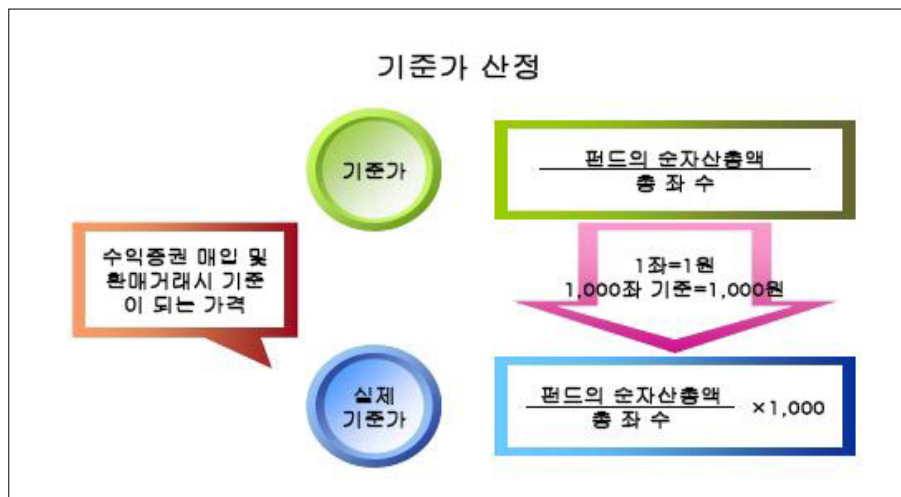 기준가 산정
기준가
펀드의 순자산총액
총 좌 수
수익증권 매입 및
환매거래시 기준
이 되는 가격
1좌=1원
1,000좌 기준=1,000원
실제
기준가
펀드의 순자산총액
총 좌 수
×1,000